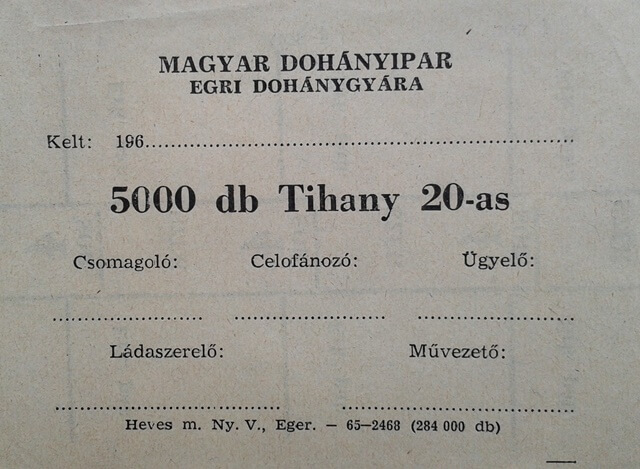 MAGYAR DOHÁNYIPAR
EGRI DOHÁNYGYÁRA
Kelt: 196
5000 db Tihany 20-as
Csomagoló: Celofánozó: Ügyelő:
Ládaszerelő: Művezető:
Heves m. Ny. V., Eger. — 65—2468 (284 000 db)